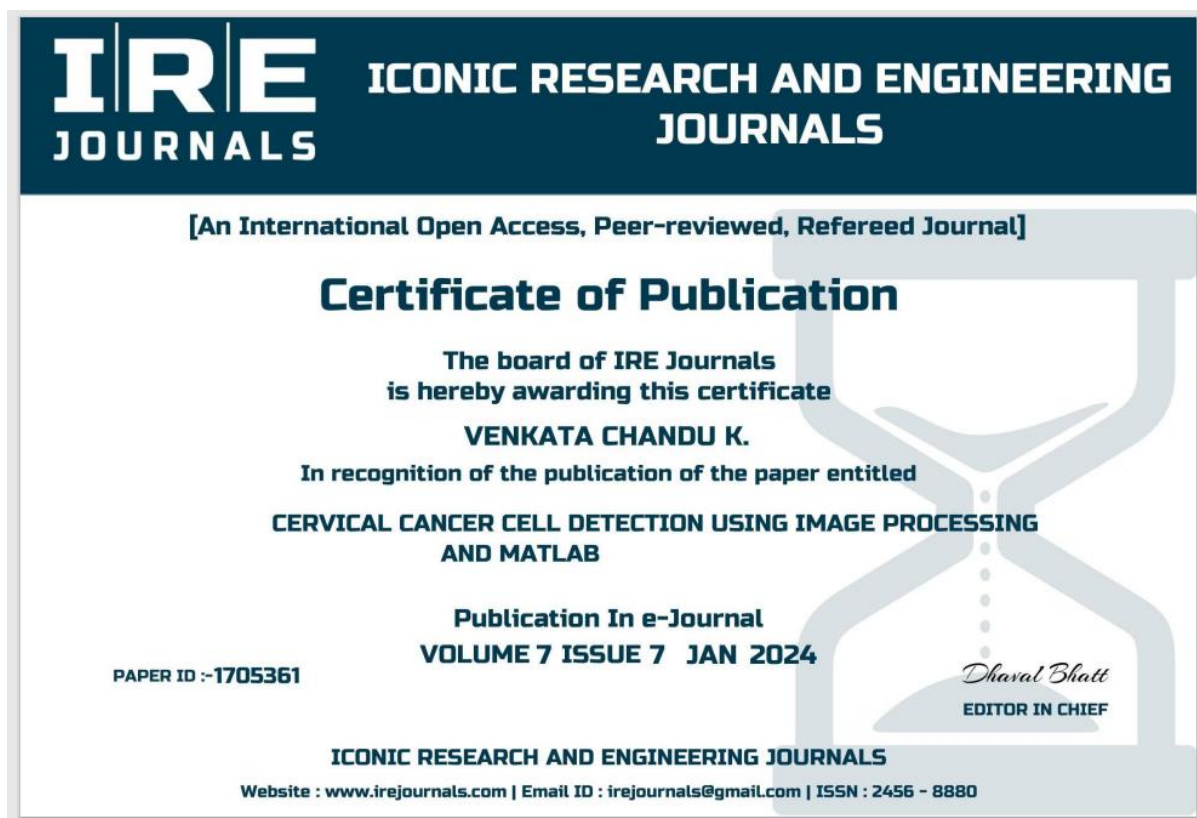 IRE
JOURNALS
ICONIC RESEARCH AND ENGINEERING
JOURNALS
[An International Open Access, Peer-reviewed, Refereed Journal]
Certificate of Publication
The board of IRE Journals
is hereby awarding this certificate
VENKATA CHANDU K.
In recognition of the publication of the paper entitled
CERVICAL CANCER CELL DETECTION USING IMAGE PROCESSING
AND MATLAB
Publication In e-Journal
VOLUME 7 ISSUE 7 JAN 2024
PAPER ID :-1705361
Dhaval Bhatt
EDITOR IN CHIEF
ICONIC RESEARCH AND ENGINEERING JOURNALS
Website : www.irejournals.com | Email ID : irejournals@gmail.com | ISSN : 2456 - 8880